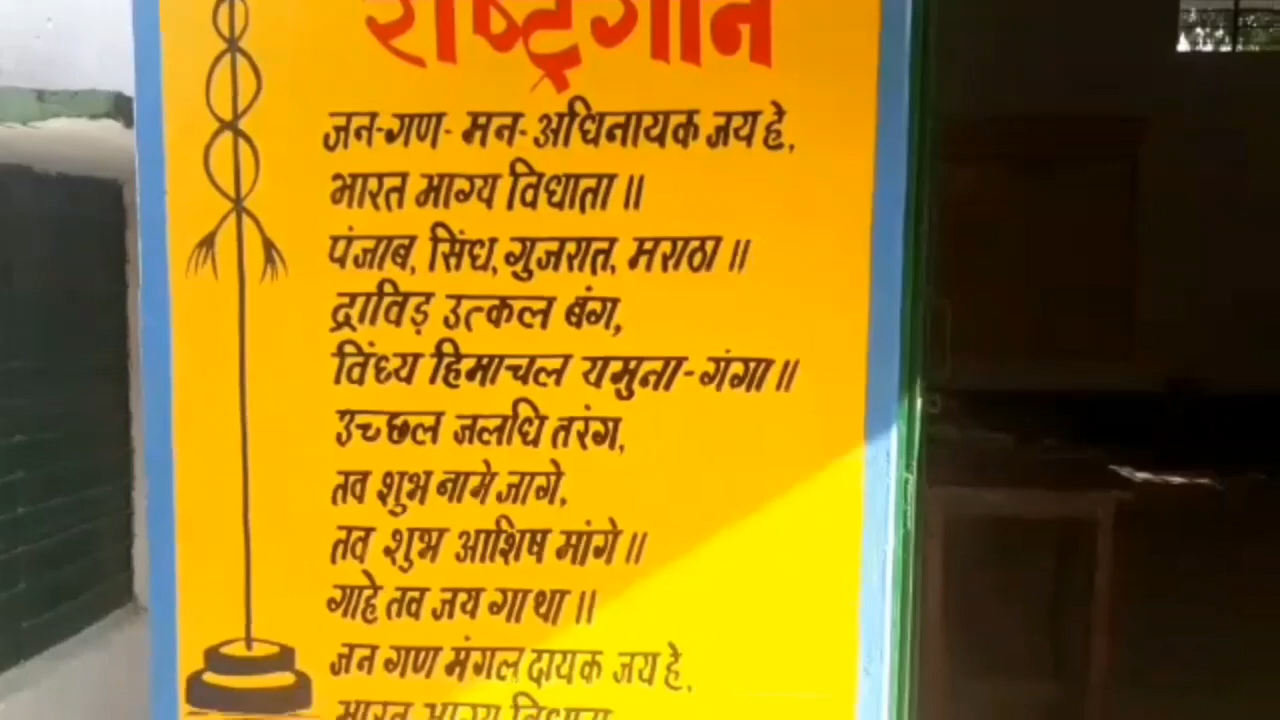 राष्ट्रगान
जन-गण- मन- अधिनायक जय हे,
भारत भाग्य विधाता ॥
पंजाब, सिंध, गुजरात, मराठा ॥
द्राविड़ उत्कल बंग,
विंध्य हिमाचल यमुना-गंगा ॥
उच्छल जलधि तरंग,
तव शुभ नामे जागे,
तव शुभ आशिष मांगे ॥
गाहे तव जय गाथा ॥
जन गण मंगल दायक जय हे,
भारत भाग्य विधाता